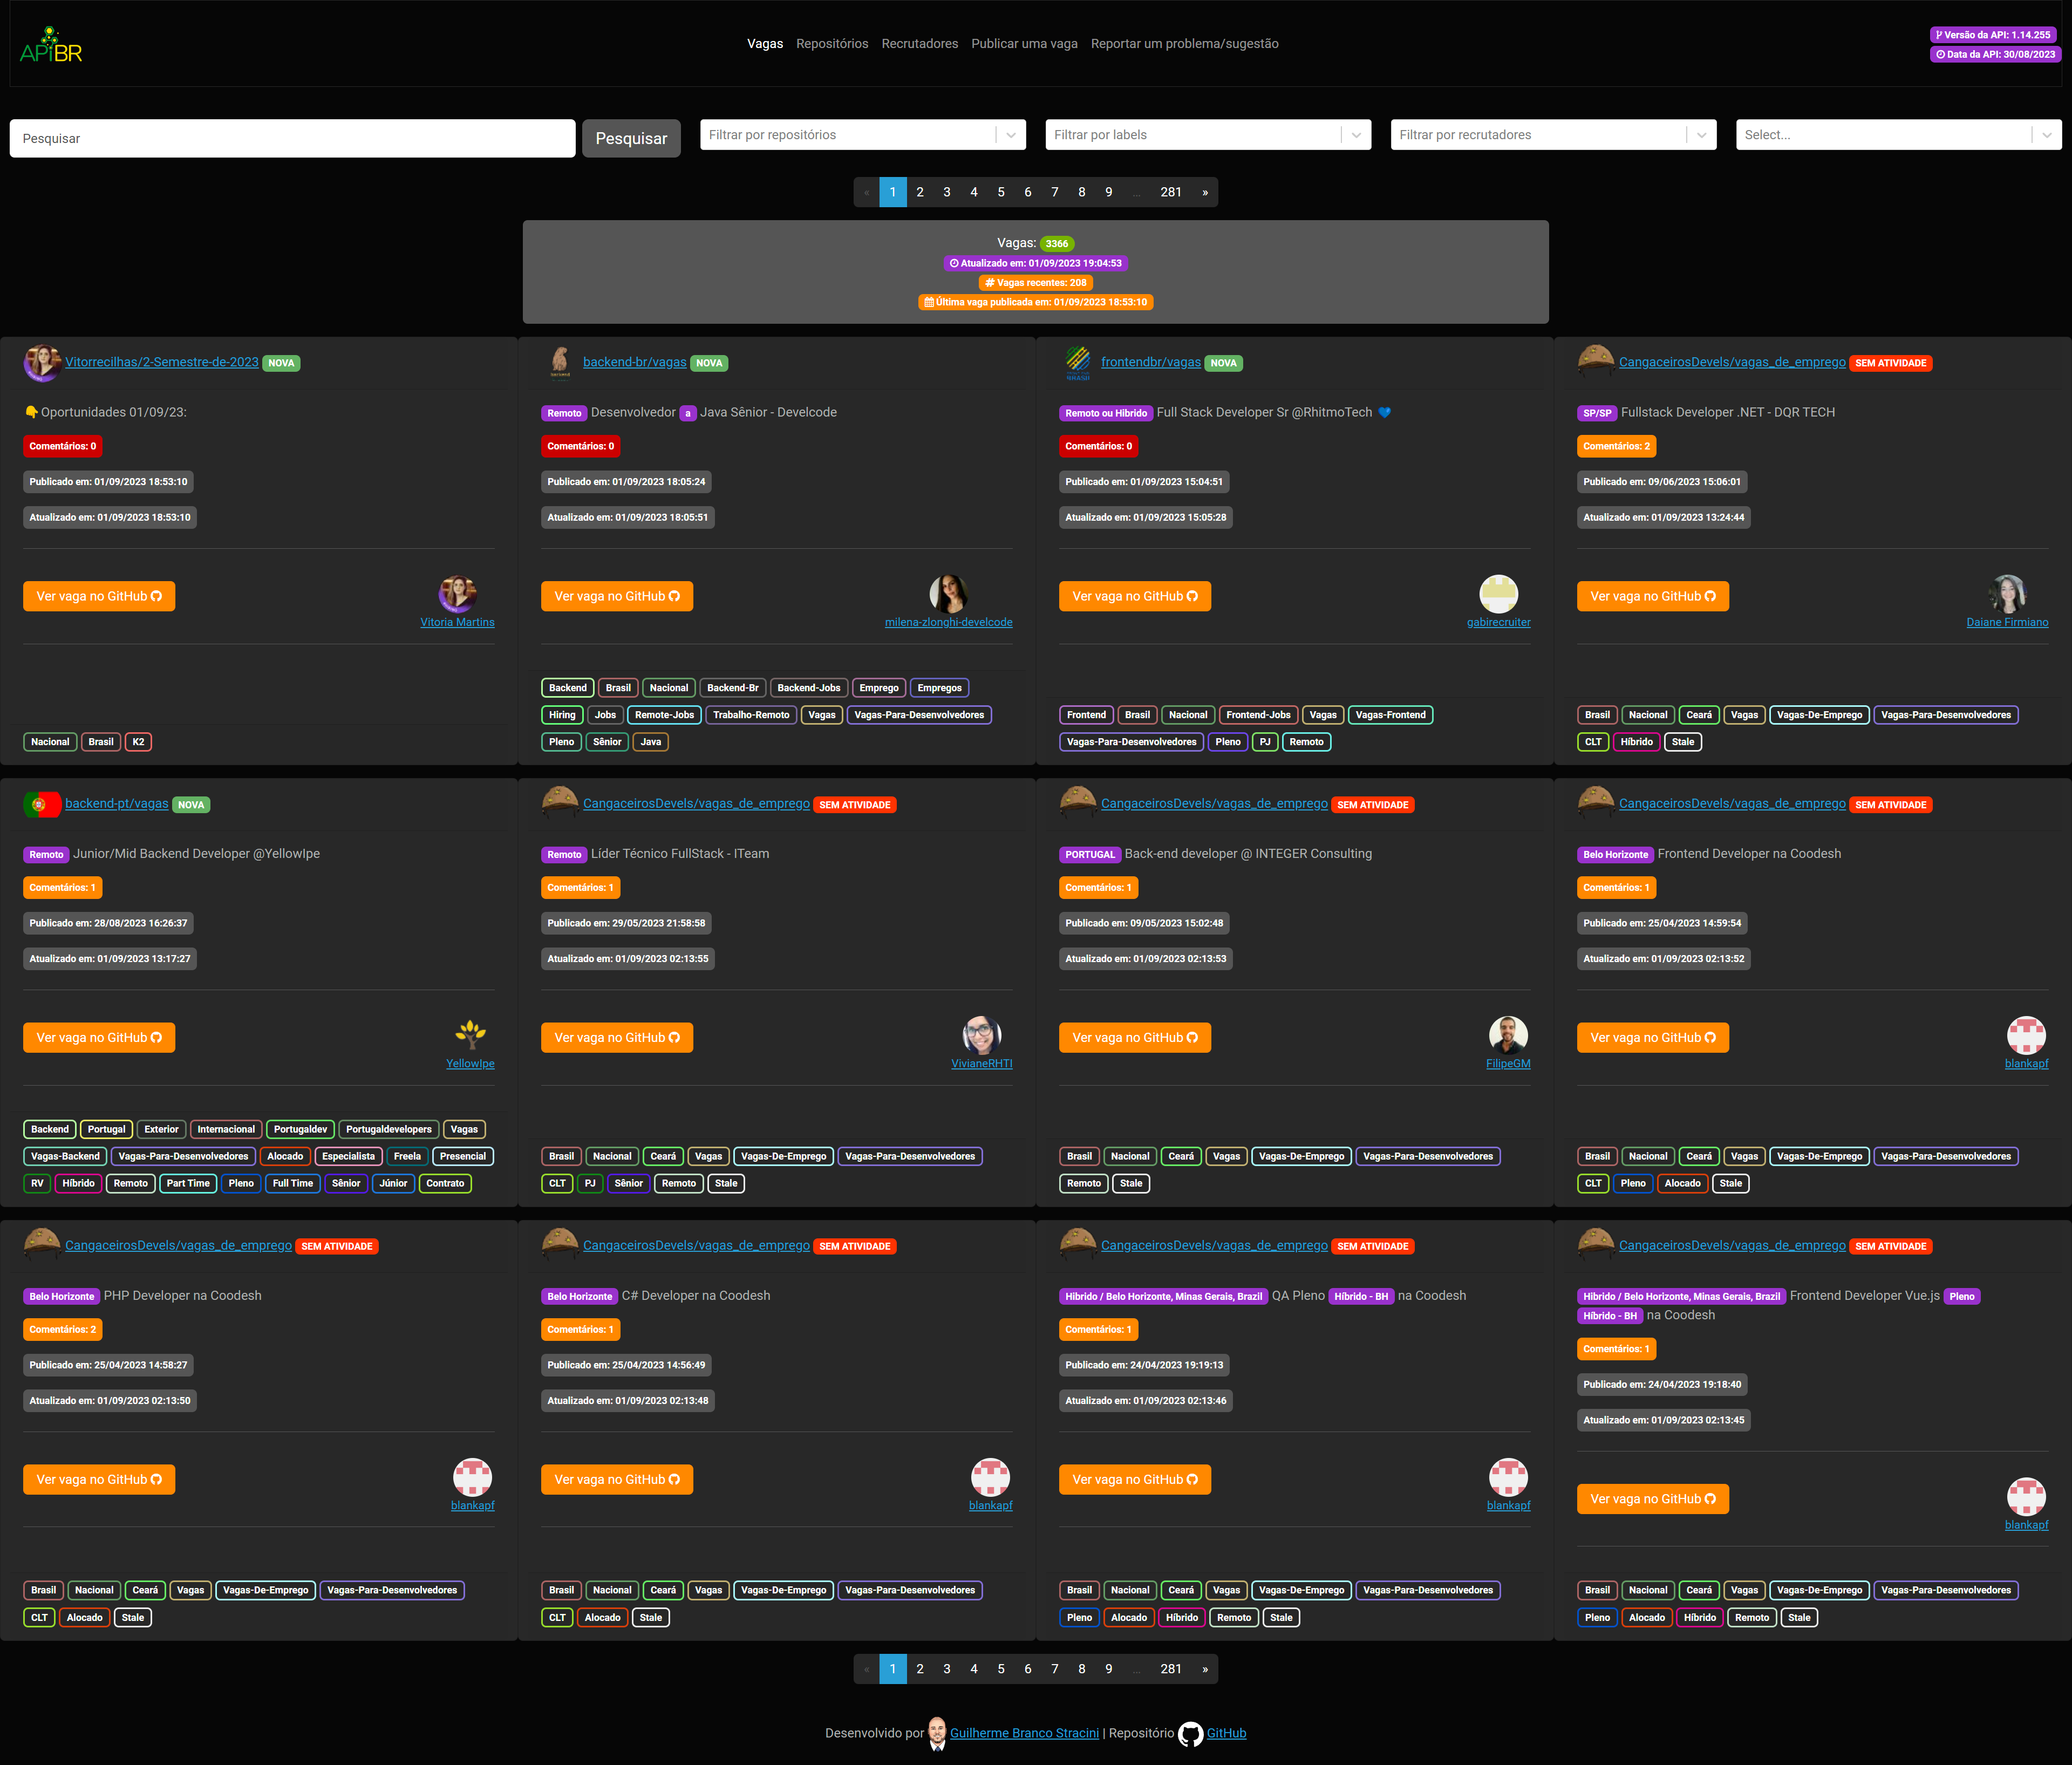 APiBR
Vagas Repositórios Recrutadores Publicar uma vaga Reportar um problema/sugestão
Versão da API: 1.14.255
Data da API: 30/08/2023
Pesquisar Pesquisar Filtrar por repositórios Filtrar por labels Filtrar por recrutadores Select...
« 1 2 3 4 5 6 7 8 9 … 281 »
Vagas: 3366
Atualizado em: 01/09/2023 19:04:53
# Vagas recentes: 208
Última vaga publicada em: 01/09/2023 18:53:10
Vitorrecilhas/2-Semestre-de-2023 NOVA
👇Oportunidades 01/09/23:
Comentários: 0
Publicado em: 01/09/2023 18:53:10
Atualizado em: 01/09/2023 18:53:10
Ver vaga no GitHub
Vitoria Martins
Nacional Brasil K2
backend-br/vagas NOVA
Remoto Desenvolvedor a Java Sênior - Develcode
Comentários: 0
Publicado em: 01/09/2023 18:05:24
Atualizado em: 01/09/2023 18:05:51
Ver vaga no GitHub
milena-zlonghi-develcode
Backend Brasil Nacional Backend-Br Backend-Jobs Emprego Empregos
Hiring Jobs Remote-Jobs Trabalho-Remoto Vagas Vagas-Para-Desenvolvedores
Pleno Sênior Java
frontendbr/vagas NOVA
Remoto ou Hibrido Full Stack Developer Sr @RhitmoTech 💙
Comentários: 0
Publicado em: 01/09/2023 15:04:51
Atualizado em: 01/09/2023 15:05:28
Ver vaga no GitHub
gabirecruiter
Frontend Brasil Nacional Frontend-Jobs Vagas Vagas-Frontend
Vagas-Para-Desenvolvedores Pleno PJ Remoto
CangaceirosDevels/vagas_de_emprego SEM ATIVIDADE
SP/SP Fullstack Developer .NET - DQR TECH
Comentários: 2
Publicado em: 09/06/2023 15:06:01
Atualizado em: 01/09/2023 13:24:44
Ver vaga no GitHub
Daiane Firmiano
Brasil Nacional Ceará Vagas Vagas-De-Emprego Vagas-Para-Desenvolvedores
CLT Híbrido Stale
backend-pt/vagas NOVA
Remoto Junior/Mid Backend Developer @YellowIpe
Comentários: 1
Publicado em: 28/08/2023 16:26:37
Atualizado em: 01/09/2023 13:17:27
Ver vaga no GitHub
YellowIpe
Backend Portugal Exterior Internacional Portugaldev Portugaldevelopers Vagas
Vagas-Backend Vagas-Para-Desenvolvedores Alocado Especialista Freela Presencial
RV Híbrido Remoto Part Time Pleno Full Time Sênior Júnior Contrato
CangaceirosDevels/vagas_de_emprego SEM ATIVIDADE
Remoto Líder Técnico FullStack - ITeam
Comentários: 1
Publicado em: 29/05/2023 21:58:58
Atualizado em: 01/09/2023 02:13:55
Ver vaga no GitHub
VivianeRHTI
Brasil Nacional Ceará Vagas Vagas-De-Emprego Vagas-Para-Desenvolvedores
CLT PJ Sênior Remoto Stale
CangaceirosDevels/vagas_de_emprego SEM ATIVIDADE
PORTUGAL Back-end developer @ INTEGER Consulting
Comentários: 1
Publicado em: 09/05/2023 15:02:48
Atualizado em: 01/09/2023 02:13:53
Ver vaga no GitHub
FilipeGM
Brasil Nacional Ceará Vagas Vagas-De-Emprego Vagas-Para-Desenvolvedores
Remoto Stale
CangaceirosDevels/vagas_de_emprego SEM ATIVIDADE
Belo Horizonte Frontend Developer na Coodesh
Comentários: 1
Publicado em: 25/04/2023 14:59:54
Atualizado em: 01/09/2023 02:13:52
Ver vaga no GitHub
blankapf
Brasil Nacional Ceará Vagas Vagas-De-Emprego Vagas-Para-Desenvolvedores
CLT Pleno Alocado Stale
CangaceirosDevels/vagas_de_emprego SEM ATIVIDADE
Belo Horizonte PHP Developer na Coodesh
Comentários: 2
Publicado em: 25/04/2023 14:58:27
Atualizado em: 01/09/2023 02:13:50
Ver vaga no GitHub
blankapf
Brasil Nacional Ceará Vagas Vagas-De-Emprego Vagas-Para-Desenvolvedores
CLT Alocado Stale
CangaceirosDevels/vagas_de_emprego SEM ATIVIDADE
Belo Horizonte C# Developer na Coodesh
Comentários: 1
Publicado em: 25/04/2023 14:56:49
Atualizado em: 01/09/2023 02:13:48
Ver vaga no GitHub
blankapf
Brasil Nacional Ceará Vagas Vagas-De-Emprego Vagas-Para-Desenvolvedores
CLT Alocado Stale
CangaceirosDevels/vagas_de_emprego SEM ATIVIDADE
Hibrido / Belo Horizonte, Minas Gerais, Brazil QA Pleno Híbrido - BH na Coodesh
Comentários: 1
Publicado em: 24/04/2023 19:19:13
Atualizado em: 01/09/2023 02:13:46
Ver vaga no GitHub
blankapf
Brasil Nacional Ceará Vagas Vagas-De-Emprego Vagas-Para-Desenvolvedores
Pleno Alocado Híbrido Remoto Stale
CangaceirosDevels/vagas_de_emprego SEM ATIVIDADE
Hibrido / Belo Horizonte, Minas Gerais, Brazil Frontend Developer Vue.js Pleno
Híbrido - BH na Coodesh
Comentários: 1
Publicado em: 24/04/2023 19:18:40
Atualizado em: 01/09/2023 02:13:45
Ver vaga no GitHub
blankapf
Brasil Nacional Ceará Vagas Vagas-De-Emprego Vagas-Para-Desenvolvedores
Pleno Alocado Híbrido Remoto Stale
« 1 2 3 4 5 6 7 8 9 … 281 »
Desenvolvido por Guilherme Branco Stracini | Repositório GitHub